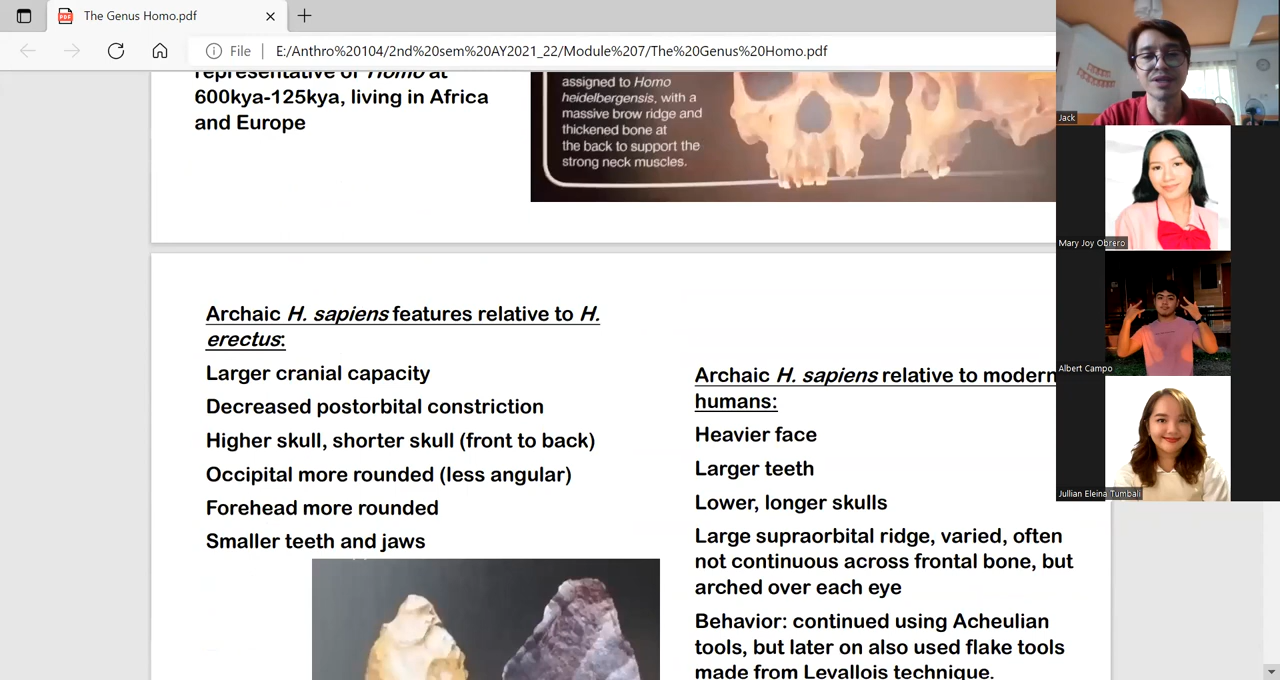 The Genus Homo.pdf
File
E:/Anthro%20104/2nd%20sem%20AY2021_22/Module%207/The%20Genus%20Homo.pdf
representative of Homo at
600kya-125kya, living in Africa
and Europe
assigned to Homo
heidelbergensis, with a
massive brow ridge and
thickened bone at
the back to support the
strong neck muscles.
Archaic H. sapiens features relative to H.
erectus:
Larger cranial capacity
Decreased postorbital constriction
Higher skull, shorter skull (front to back)
Occipital more rounded (less angular)
Forehead more rounded
Smaller teeth and jaws
Archaic H. sapiens relative to modern
humans:
Heavier face
Larger teeth
Lower, longer skulls
Large supraorbital ridge, varied, often
not continuous across frontal bone, but
arched over each eye
Behavior: continued using Acheulian
tools, but later on also used flake tools
made from Levallois technique.
Jack
Mary Joy Obrero
Albert Campo
Jullian Eleina Tumbali